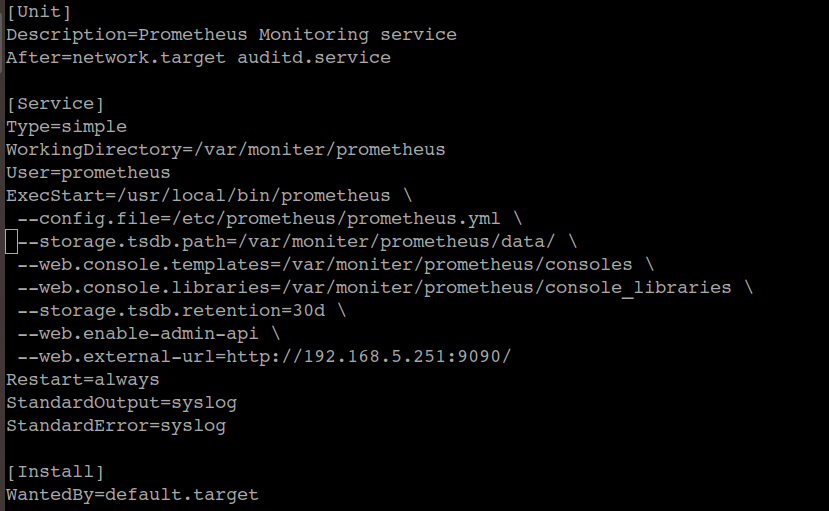 [Unit]
Description=Prometheus Monitoring service
After=network.target auditd.service

[Service]
Type=simple
WorkingDirectory=/var/moniter/prometheus
User=prometheus
ExecStart=/usr/local/bin/prometheus \
 --config.file=/etc/prometheus/prometheus.yml \
 --storage.tsdb.path=/var/moniter/prometheus/data/ \
 --web.console.templates=/var/moniter/prometheus/consoles \
 --web.console.libraries=/var/moniter/prometheus/console_libraries \
 --storage.tsdb.retention=30d \
 --web.enable-admin-api \
 --web.external-url=http://192.168.5.251:9090/
Restart=always
StandardOutput=syslog
StandardError=syslog

[Install]
WantedBy=default.target